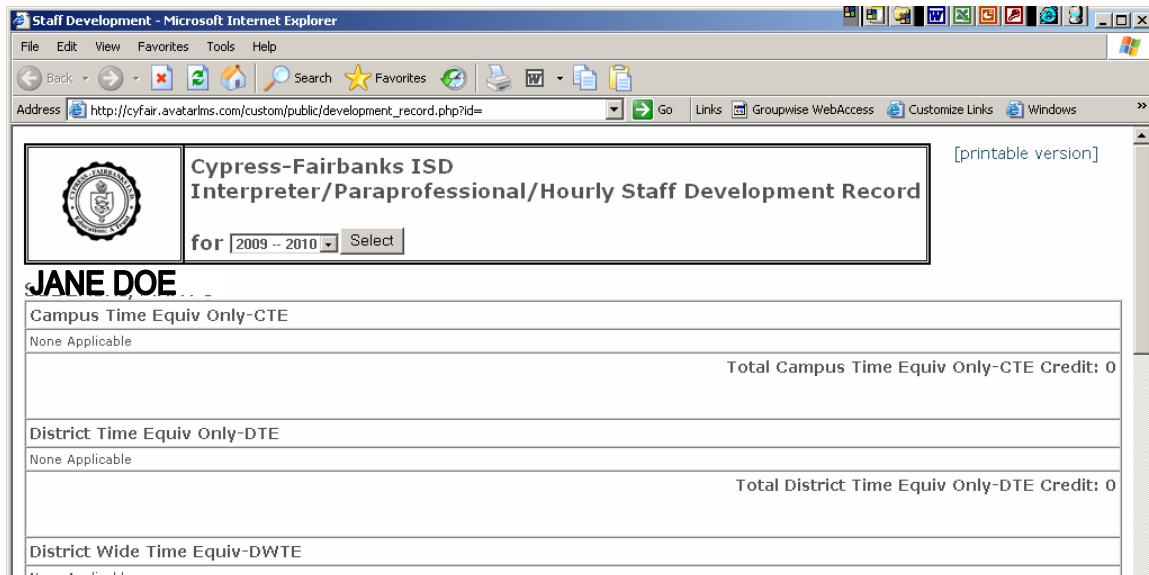 Staff Development - Microsoft Internet Explorer
File Edit View Favorites Tools Help
Back Search Favorites
Address http://cyfair.avatarlms.com/custom/public/development_record.php?id= Go Links Groupwise WebAccess Customize Links Windows »
[printable version]
Cypress-Fairbanks ISD
Interpreter/Paraprofessional/Hourly Staff Development Record
for 2009 -- 2010 Select
JANE DOE
Campus Time Equiv Only-CTE
None Applicable
Total Campus Time Equiv Only-CTE Credit: 0
District Time Equiv Only-DTE
None Applicable
Total District Time Equiv Only-DTE Credit: 0
District Wide Time Equiv-DWTE